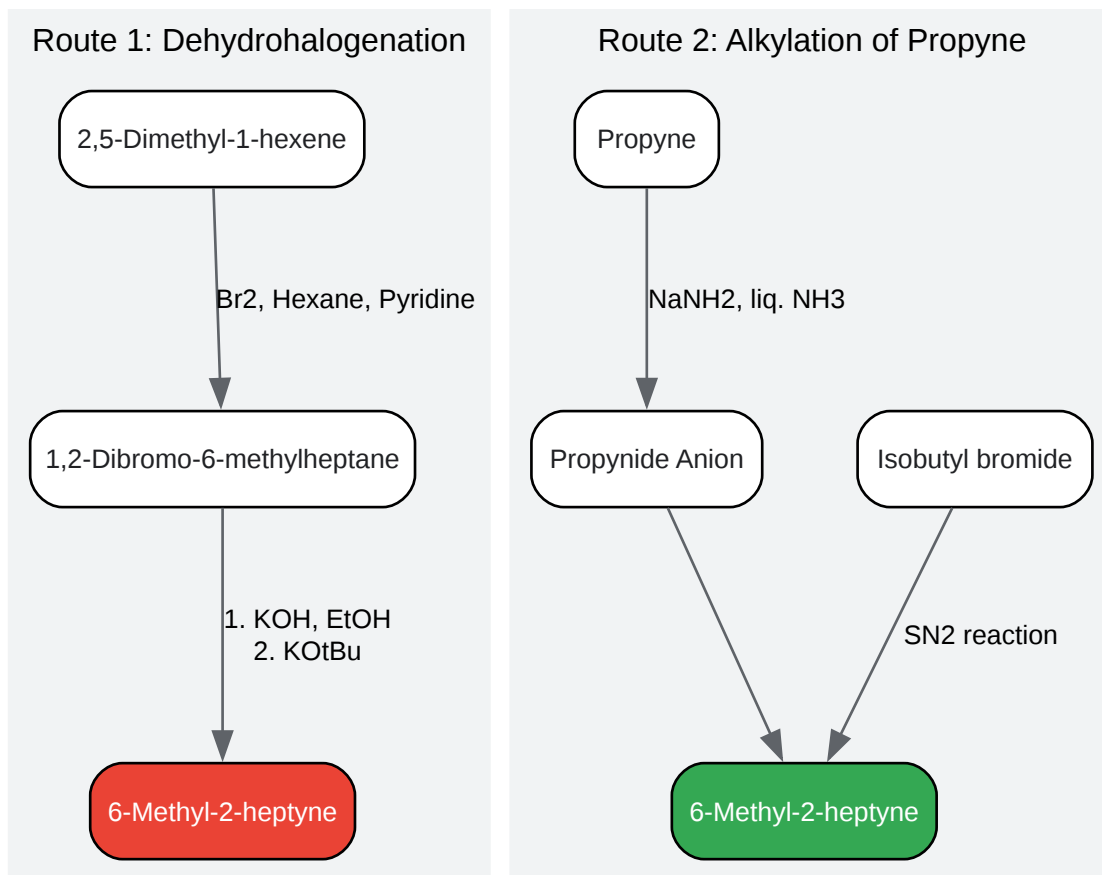 Route 1: Dehydrohalogenation
2,5-Dimethyl-1-hexene
Br2, Hexane, Pyridine
1,2-Dibromo-6-methylheptane
1. KOH, EtOH
2. KOtBu
6-Methyl-2-heptyne
Route 2: Alkylation of Propyne
Propyne
NaNH2, liq. NH3
Propynide Anion
Isobutyl bromide
SN2 reaction
6-Methyl-2-heptyne